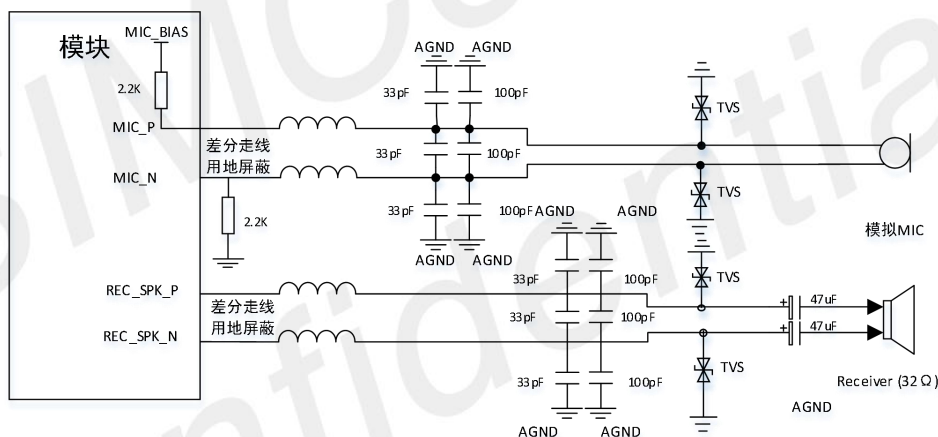 模块
MIC_BIAS
2.2K
MIC_P
差分走线
用地屏蔽
MIC_N
2.2K
AGND
AGND
33pF
100pF
33pF
100pF
33pF
100pF
AGND
AGND
TVS
TVS
模拟MIC
REC_SPK_P
差分走线
用地屏蔽
REC_SPK_N
AGND
AGND
33pF
100pF
33pF
100pF
33pF
100pF
AGND
AGND
TVS
TVS
+
47uF
+
47uF
Receiver (32Ω)
AGND